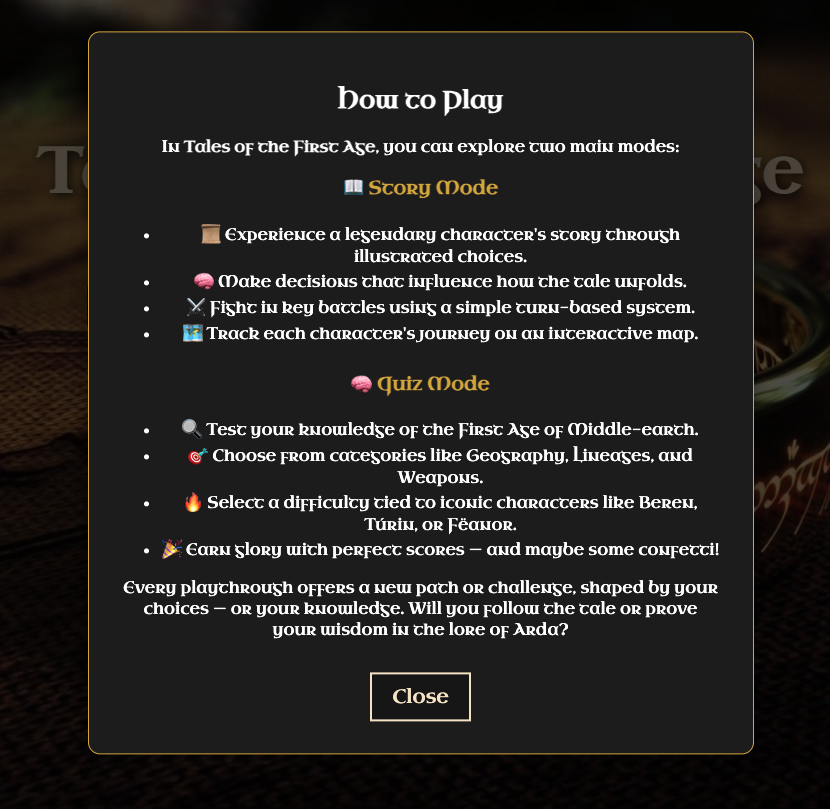 How to Play
In Tales of the First Age, you can explore two main modes:
📖 Story Mode
• 📜 Experience a legendary character's story through
illustrated choices.
• 🧠 Make decisions that influence how the tale unfolds.
• ⚔️ Fight in key battles using a simple turn-based system.
• 🗺️ Track each character's journey on an interactive map.
🧠 Quiz Mode
• 🔍 Test your knowledge of the First Age of Middle-earth.
• 🎯 Choose from categories like Geography, Lineages, and
Weapons.
• 🔥 Select a difficulty tied to iconic characters like Beren,
Túrin, or Fëanor.
• 🎉 Earn glory with perfect scores — and maybe some confetti!
Every playthrough offers a new path or challenge, shaped by your
choices — or your knowledge. Will you follow the tale or prove
your wisdom in the lore of Arda?
Close